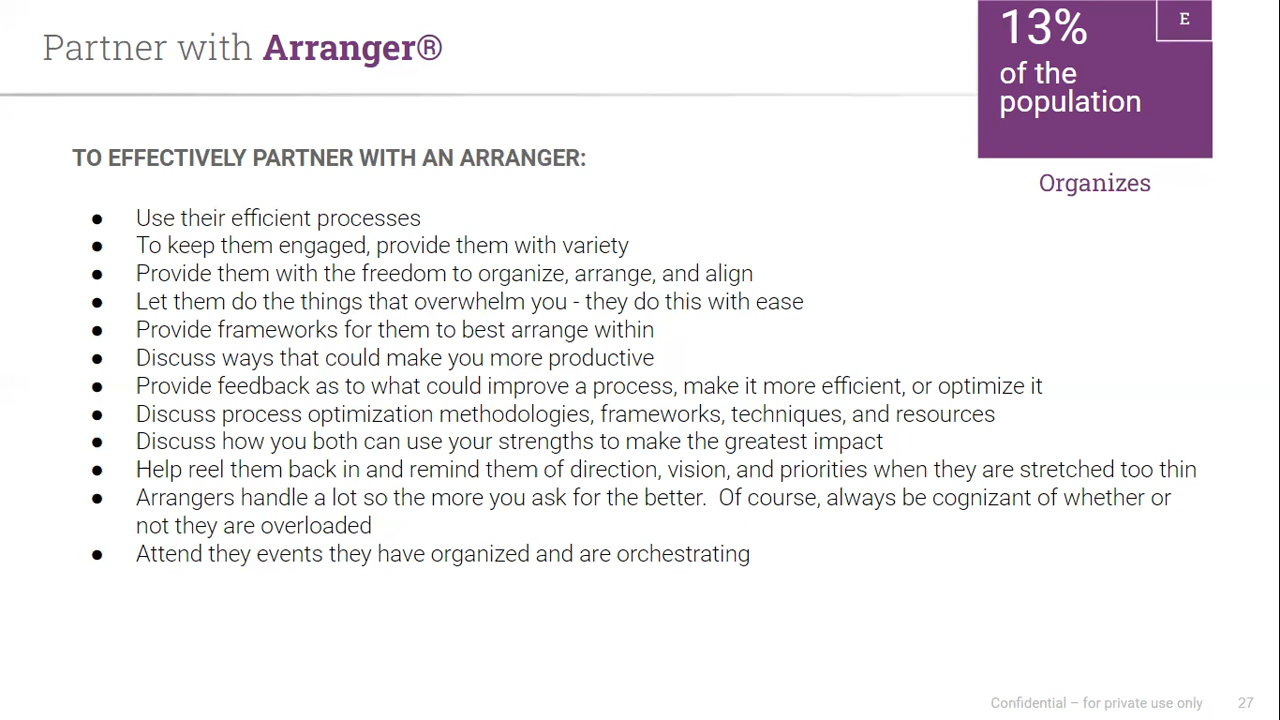 Partner with Arranger®
13%
E
of the
population
Organizes
TO EFFECTIVELY PARTNER WITH AN ARRANGER:
● Use their efficient processes
● To keep them engaged, provide them with variety
● Provide them with the freedom to organize, arrange, and align
● Let them do the things that overwhelm you - they do this with ease
● Provide frameworks for them to best arrange within
● Discuss ways that could make you more productive
● Provide feedback as to what could improve a process, make it more efficient, or optimize it
● Discuss process optimization methodologies, frameworks, techniques, and resources
● Discuss how you both can use your strengths to make the greatest impact
● Help reel them back in and remind them of direction, vision, and priorities when they are stretched too thin
● Arrangers handle a lot so the more you ask for the better.  Of course, always be cognizant of whether or
not they are overloaded
● Attend they events they have organized and are orchestrating
Confidential – for private use only 27